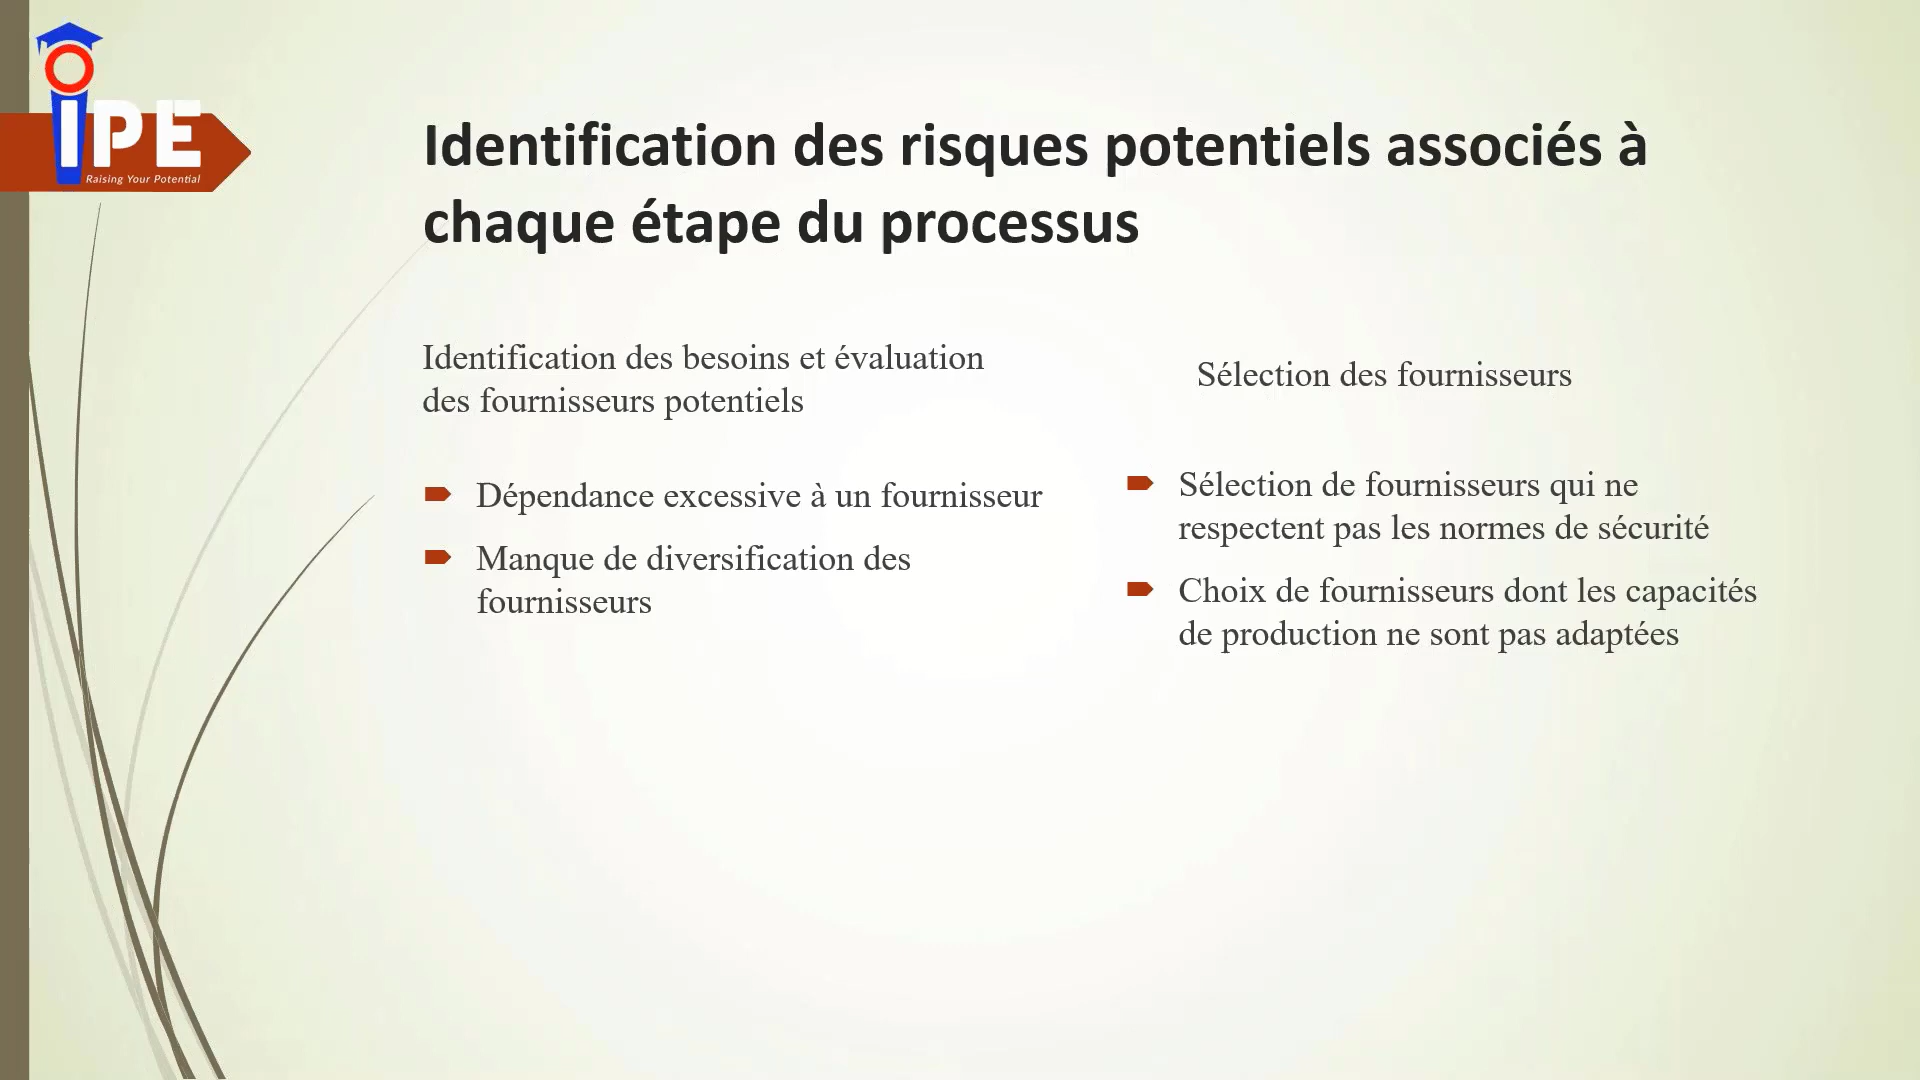 IPE
Raising Your Potential
Identification des risques potentiels associés à
chaque étape du processus
Identification des besoins et évaluation
des fournisseurs potentiels
Dépendance excessive à un fournisseur
Manque de diversification des
fournisseurs
Sélection des fournisseurs
Sélection de fournisseurs qui ne
respectent pas les normes de sécurité
Choix de fournisseurs dont les capacités
de production ne sont pas adaptées